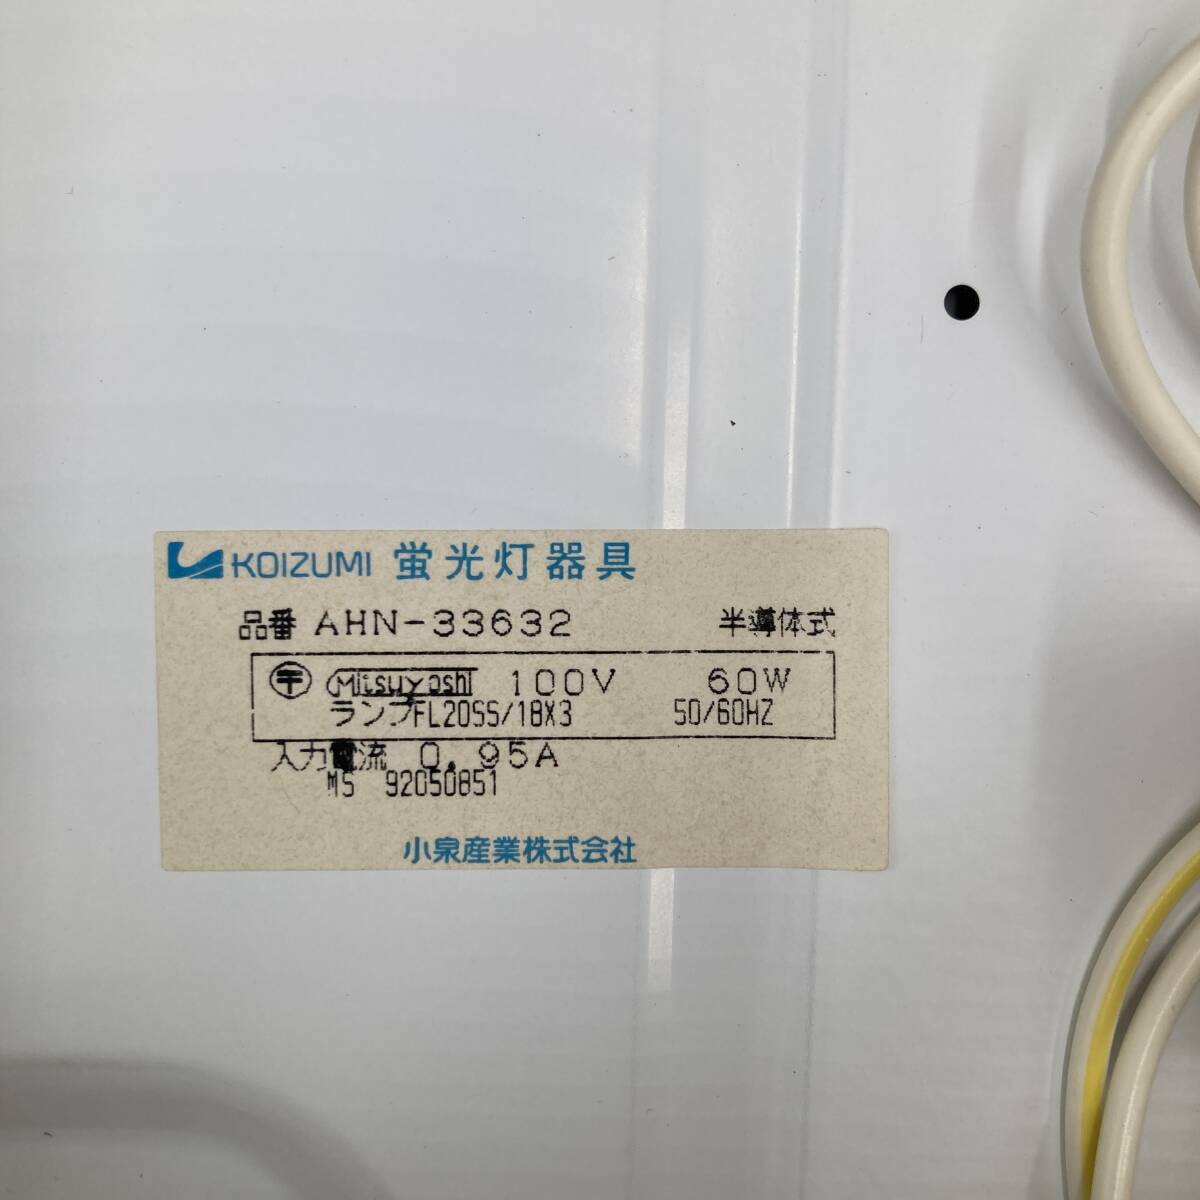 KOIZUMI 蛍光灯器具
品番 AHN-33632 半導体式
〒 Mitsuyoshi 100V 60W
ランプFL20SS/18X3 50/60HZ
入力電流 0.95A
MS 92050851
小泉産業株式会社